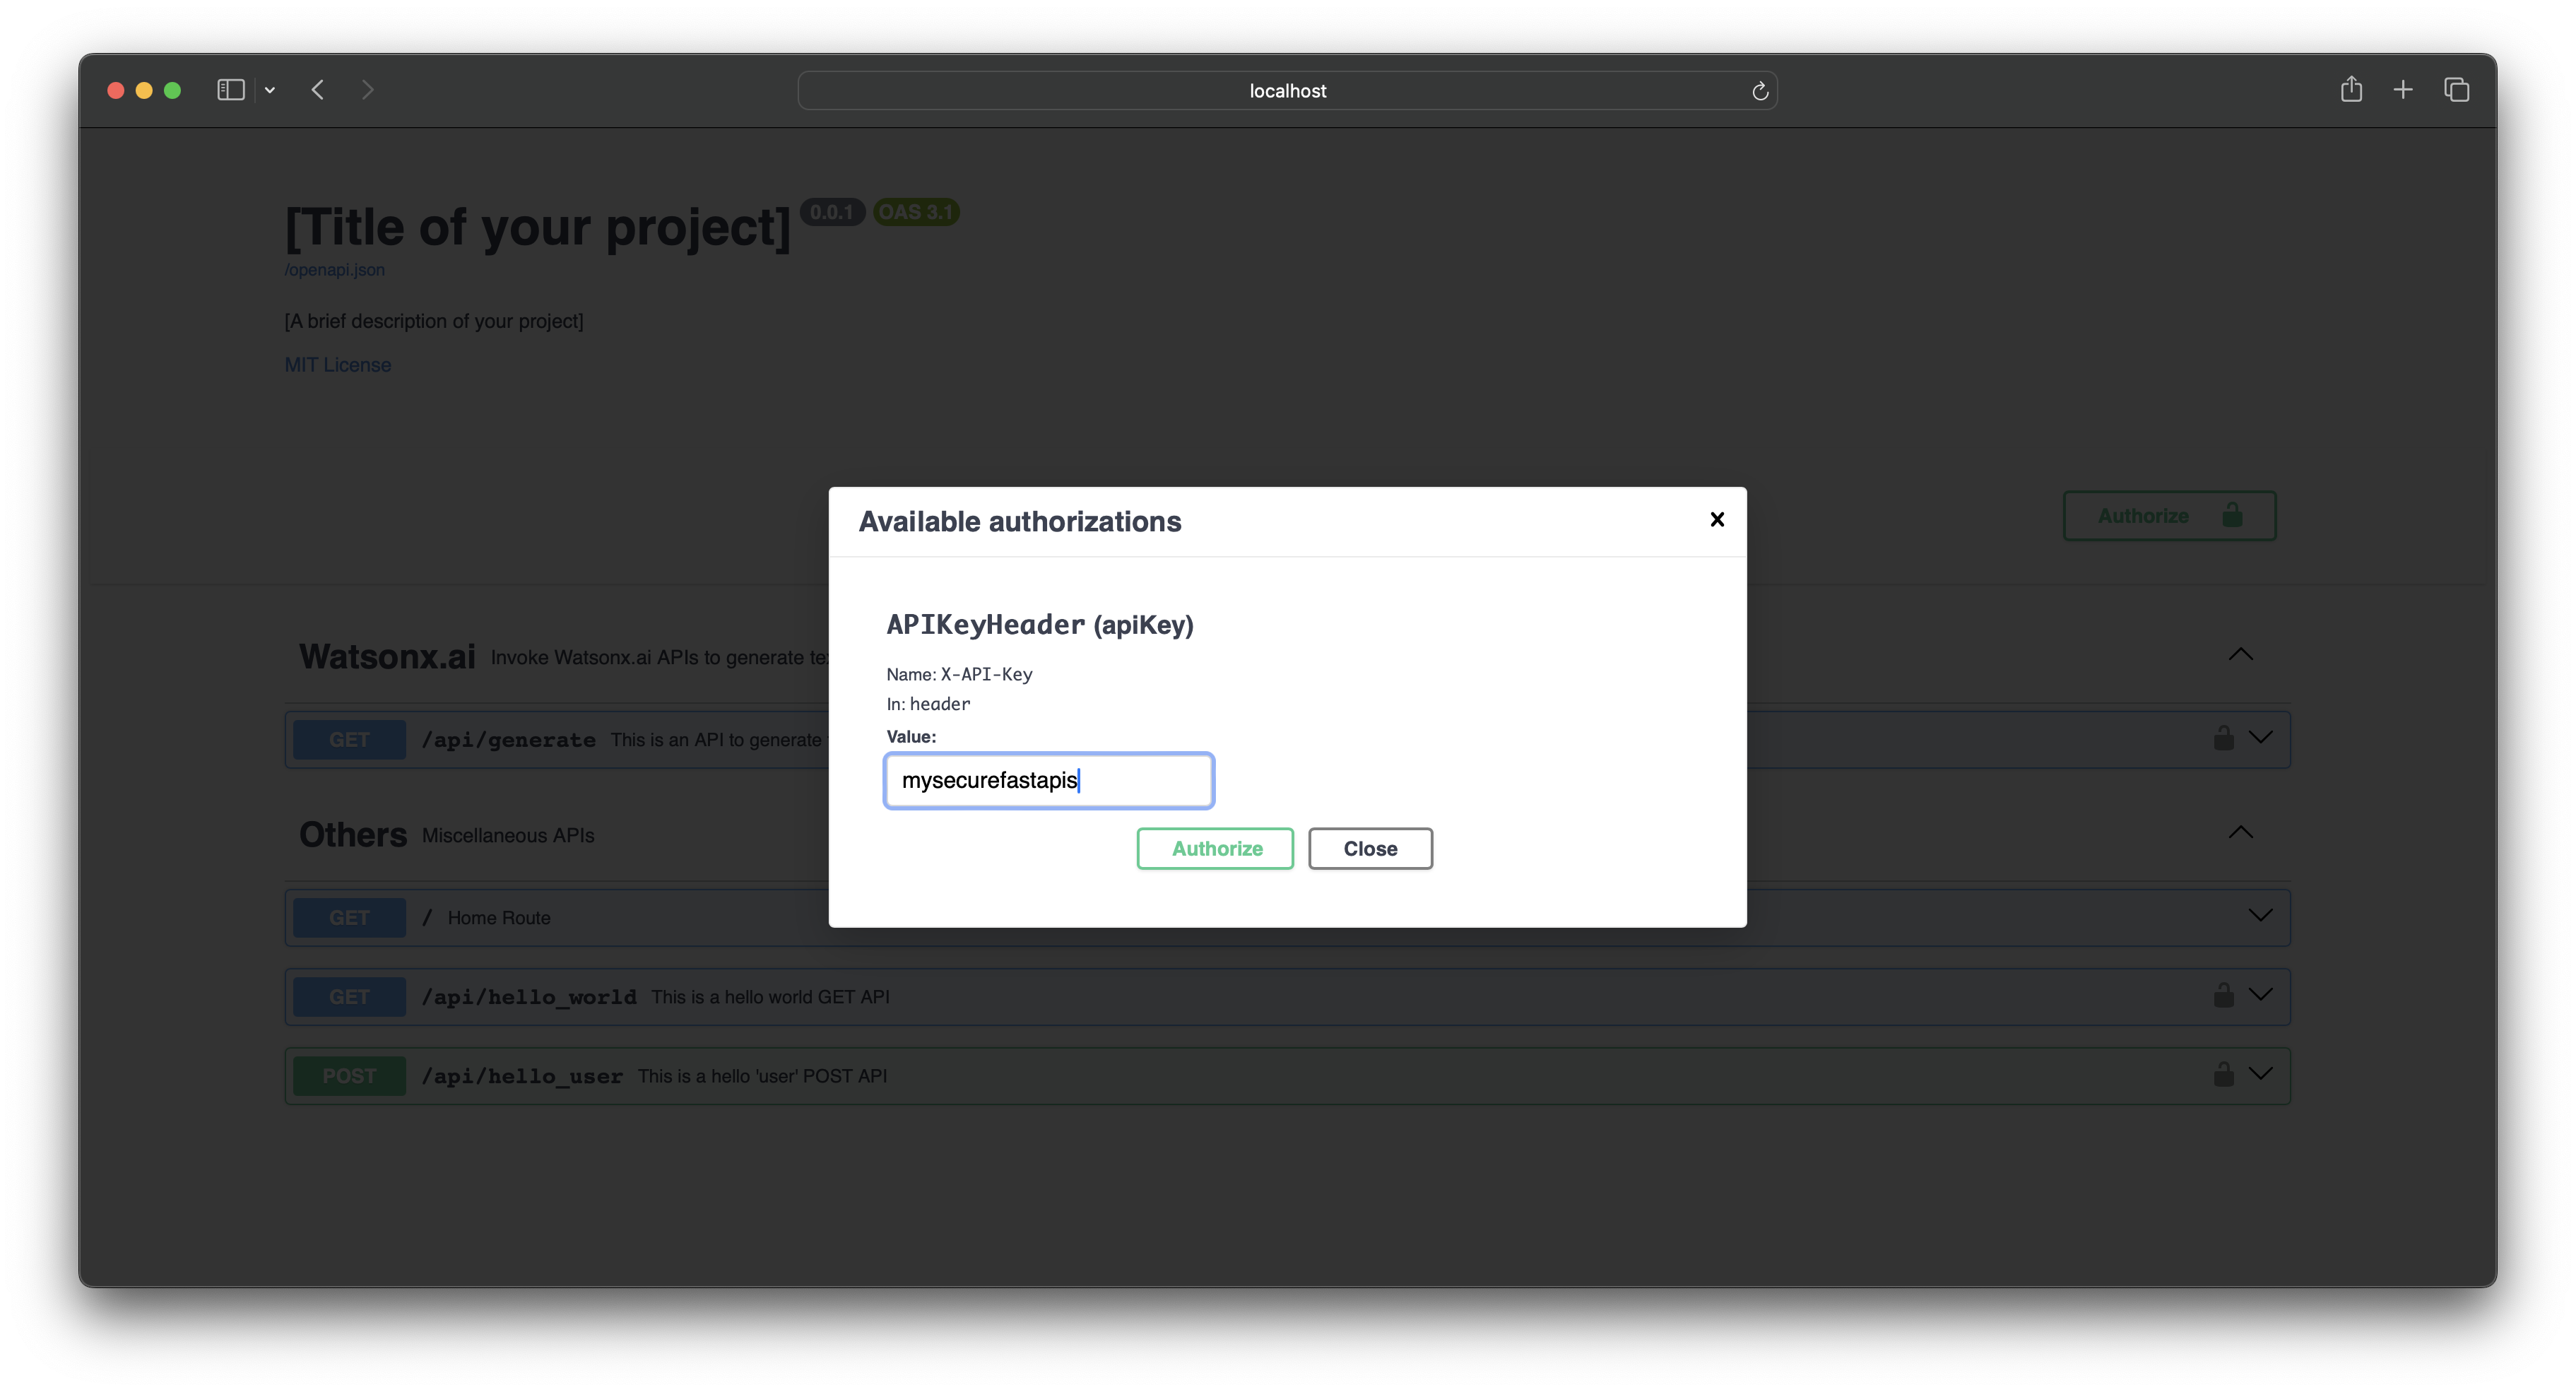 localhost
[Title of your project] 0.0.1 OAS 3.1
/openapi.json
[A brief description of your project]
MIT License
Authorize
Available authorizations
APIKeyHeader (apiKey)
Name: X-API-Key
In: header
Value:
mysecurefastapis
Authorize Close
Watsonx.ai Invoke Watsonx.ai APIs to generate
GET /api/generate This is an API to generate
Others Miscellaneous APIs
GET / Home Route
GET /api/hello_world This is a hello world GET API
POST /api/hello_user This is a hello 'user' POST API